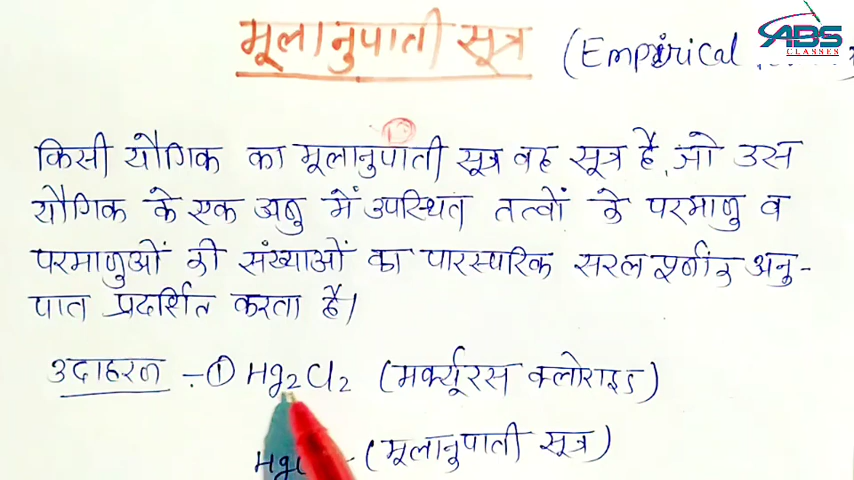 मूलानुपाती सूत्र (Empirical
ABS
CLASSES
किसी यौगिक का मूलानुपाती सूत्र वह सूत्र है, जो उस
यौगिक के एक अणु में उपस्थित तत्वों के परमाणु व
परमाणुओं की संख्याओं का पारस्परिक सरल पूर्णांक अनु-
पात प्रदर्शित करता है।
उदाहरण :- ① Hg₂Cl₂ (मर्क्यूरस क्लोराइड)
(मूलानुपाती सूत्र)